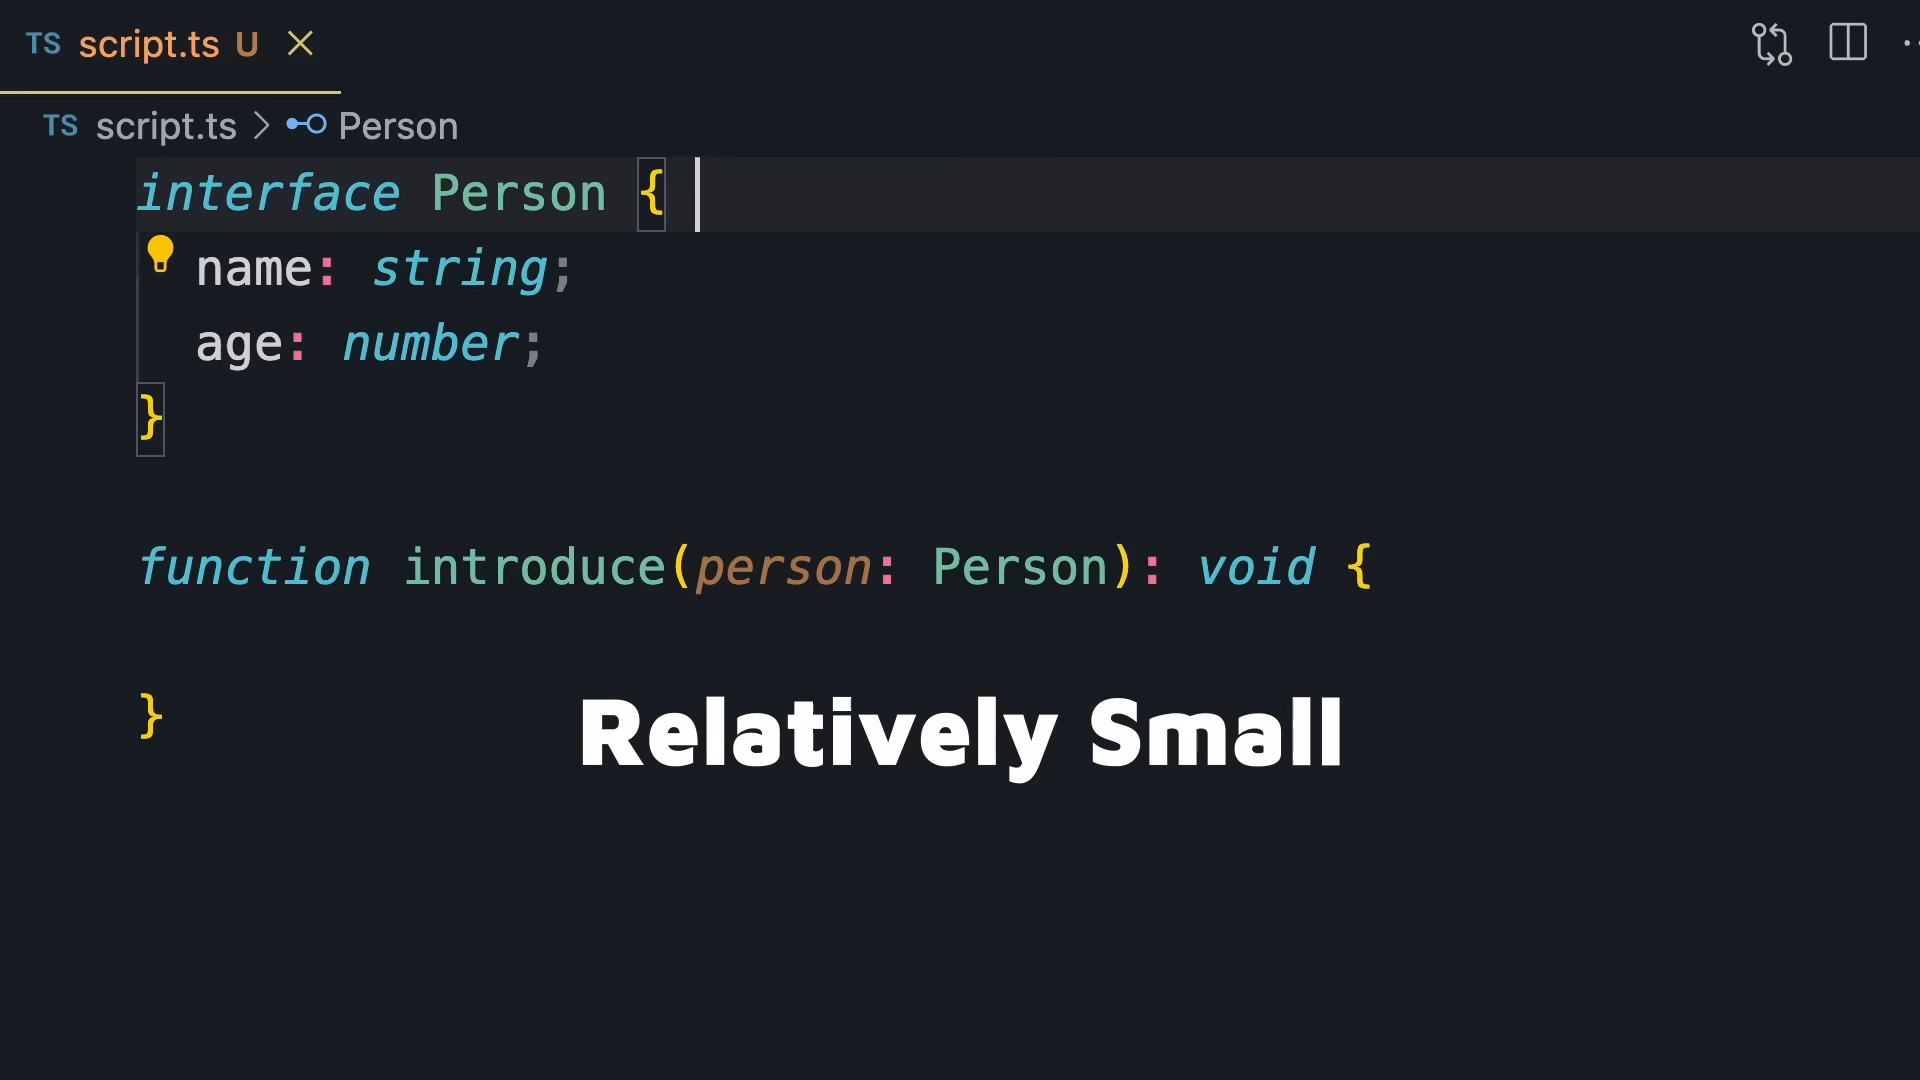 TS script.ts U
TS script.ts > Person
interface Person {
name: string;
age: number;
}
function introduce(person: Person): void {
}
Relatively Small